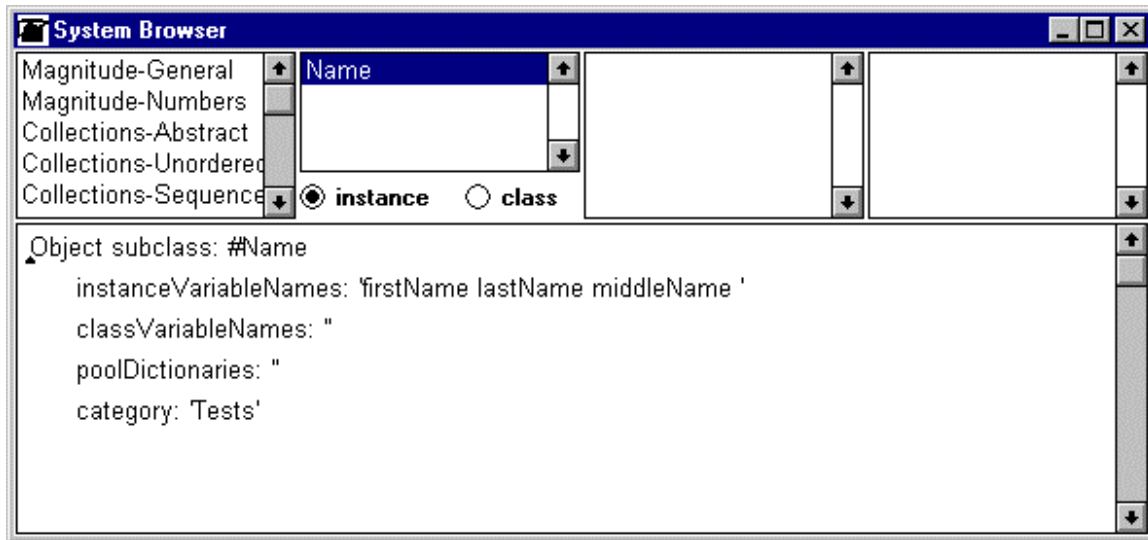 System Browser
Magnitude-General
Magnitude-Numbers
Collections-Abstract
Collections-Unordered
Collections-Sequence
Name
instance
class
Object subclass: #Name
instanceVariableNames: 'firstName lastName middleName '
classVariableNames: ''
poolDictionaries: ''
category: 'Tests'